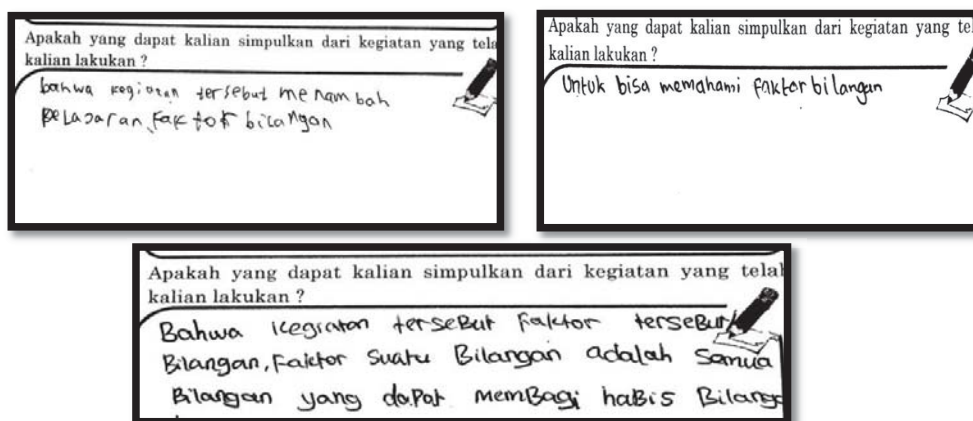 Apakah yang dapat kalian simpulkan dari kegiatan yang tela
kalian lakukan ?
bahwa kegiatan tersebut menambah
pelajaran faktor bilangan
Apakah yang dapat kalian simpulkan dari kegiatan yang te
kalian lakukan ?
Untuk bisa memahami faktor bilangan
Apakah yang dapat kalian simpulkan dari kegiatan yang telah
kalian lakukan ?
Bahwa kegiatan terseBut Faktor terseBut
Bilangan, Faktor Suatu Bilangan adalah Semua
Bilangan yang daPat memBagi haBis Bilanga